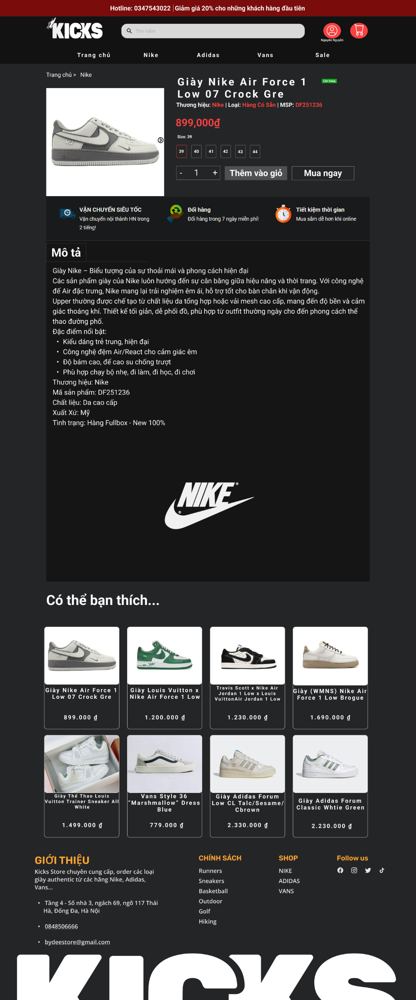 Hotline: 0347543022 | Giảm giá 20% cho những khách hàng đầu tiên
KICKS
Tìm kiếm
Nguyên Nguyên
Trang chủ Nike Adidas Vans Sale
Trang chủ > Nike
Giày Nike Air Force 1
Low 07 Crock Gre
Còn hàng
Thương hiệu: Nike | Loại: Hàng Có Sẵn | MSP: DF251236
899,000₫
Size: 39
39 40 41 42 43 44
- 1 + Thêm vào giỏ Mua ngay
VẬN CHUYỂN SIÊU TỐC
Vận chuyển nội thành HN trong
2 tiếng!
Đổi hàng
Đổi hàng trong 7 ngày miễn phí!
Tiết kiệm thời gian
Mua sắm dễ hơn khi online
Mô tả
Giày Nike – Biểu tượng của sự thoải mái và phong cách hiện đại
Các sản phẩm giày của Nike luôn hướng đến sự cân bằng giữa hiệu năng và thời trang. Với công nghệ
đế Air đặc trưng, Nike mang lại trải nghiệm êm ái, hỗ trợ tốt cho bàn chân khi vận động.
Upper thường được chế tạo từ chất liệu da tổng hợp hoặc vải mesh cao cấp, mang đến độ bền và cảm
giác thoáng khí. Thiết kế tối giản, dễ phối đồ, phù hợp từ outfit thường ngày cho đến phong cách thể
thao đường phố.
Đặc điểm nổi bật:
• Kiểu dáng trẻ trung, hiện đại
• Công nghệ đệm Air/React cho cảm giác êm
• Độ bám cao, đế cao su chống trượt
• Phù hợp chạy bộ nhẹ, đi làm, đi học, đi chơi
Thương hiệu: Nike
Mã sản phẩm: DF251236
Chất liệu: Da cao cấp
Xuất Xứ: Mỹ
Tình trạng: Hàng Fullbox - New 100%
NIKE®
®
Có thể bạn thích...
AIR "AIR"
Giày Nike Air Force 1
Low 07 Crock Gre
899.000 ₫
Giày Louis Vuitton x
Nike Air Force 1 Low
1.200.000 ₫
Travis Scott x Nike Air
Jordan 1 Low x Louis
VuittonAir Jordan 1 Low
1.230.000 ₫
Giày (WMNS) Nike Air
Force 1 Low Brogue
1.690.000 ₫
Giày Thể Thao Louis
Vuitton Trainer Sneaker All
White
1.499.000 ₫
Vans Style 36
“Marshmallow” Dress
Blue
779.000 ₫
Giày Adidas Forum
Low CL Talc/Sesame/
Cbrown
2.330.000 ₫
Giày Adidas Forum
Classic Whtie Green
2.230.000 ₫
GIỚI THIỆU
Kicks Store chuyên cung cấp, order các loại
giày authentic từ các hãng Nike, Adidas,
Vans...
• Tầng 4 - Số nhà 3, ngách 69, ngõ 117 Thái
Hà, Đống Đa, Hà Nội
• 0848506666
• bydeestore@gmail.com
CHÍNH SÁCH
Runners
Sneakers
Basketball
Outdoor
Golf
Hiking
SHOP
NIKE
ADIDAS
VANS
Follow us
KICKS